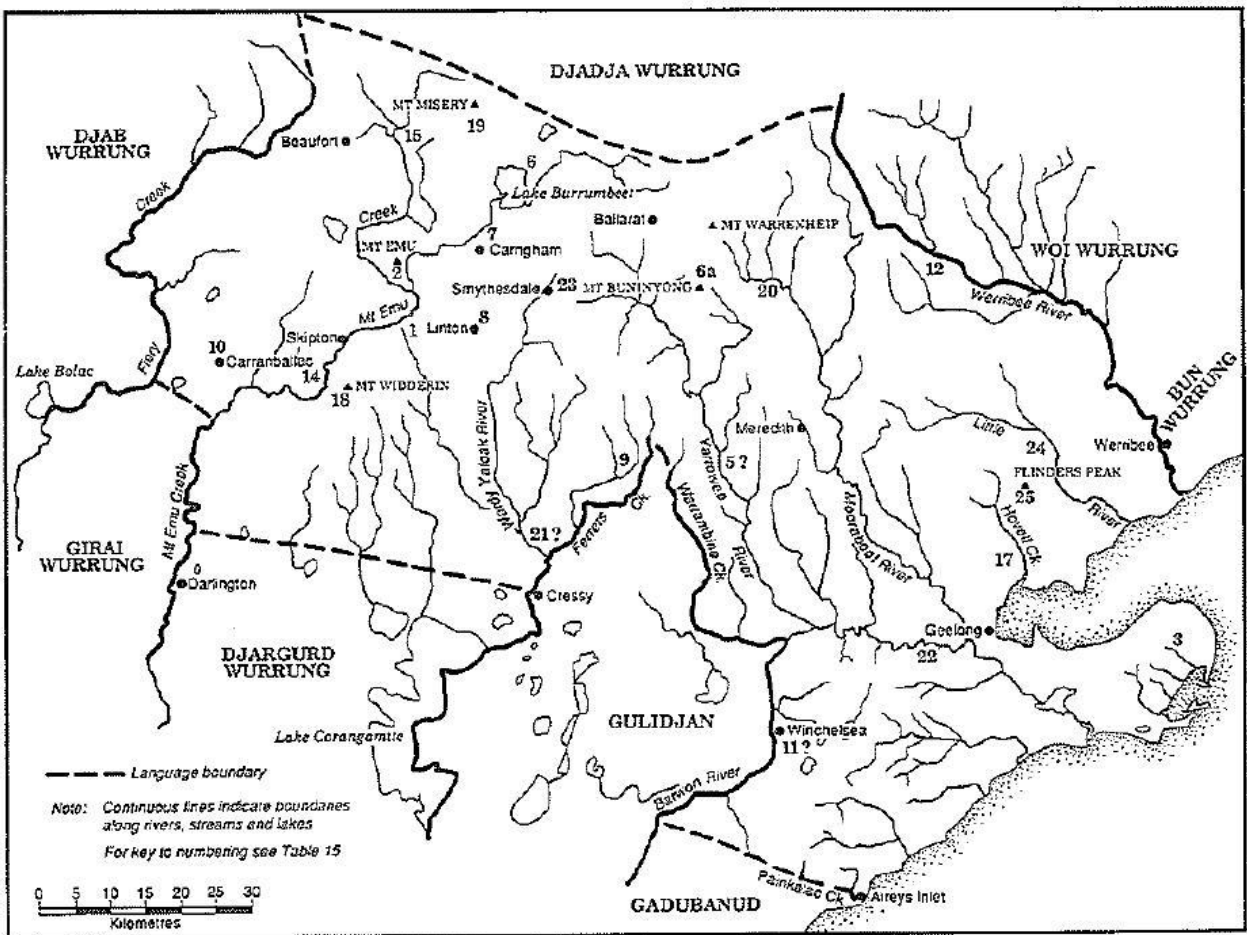 DJADJA WURRUNG
MT MISERY
19
DJAB
WURRUNG
Beaufort
15
6
Lake Burrumbeet
Creek
Creek
Ballarat
MT WARRENHEIP
WOI WURRUNG
7
Carngham
MT EMU
2
12
6a
Smythesdale
23
MT BUNINYONG
20
Werribee River
Mt Emu
8
Linton
1
Skipton
Fiery
10
Carranballac
14
Lake Bolac
MT WIDDERIN
18
BUN
WURRUNG
Woady Yaloak River
Meredith
Little
24
Werribee
9
Yarrowee
5 ?
FLINDERS PEAK
25
River
Mt Emu Creek
Ferrers Ck
Warrambine Ck.
River
Moorabool River
Hovell Ck
21 ?
17
GIRAI
WURRUNG
Darlington
Cressy
Geelong
22
3
DJARGURD
WURRUNG
GULIDJAN
Lake Corangamite
Winchelsea
11 ?
Language boundary
Barwon River
Note: Continuous lines indicate boundaries
along rivers, streams and lakes
For key to numbering see Table 15
0 5 10 15 20 25 30
Kilometres
Painkalac Ck
Aireys Inlet
GADUBANUD